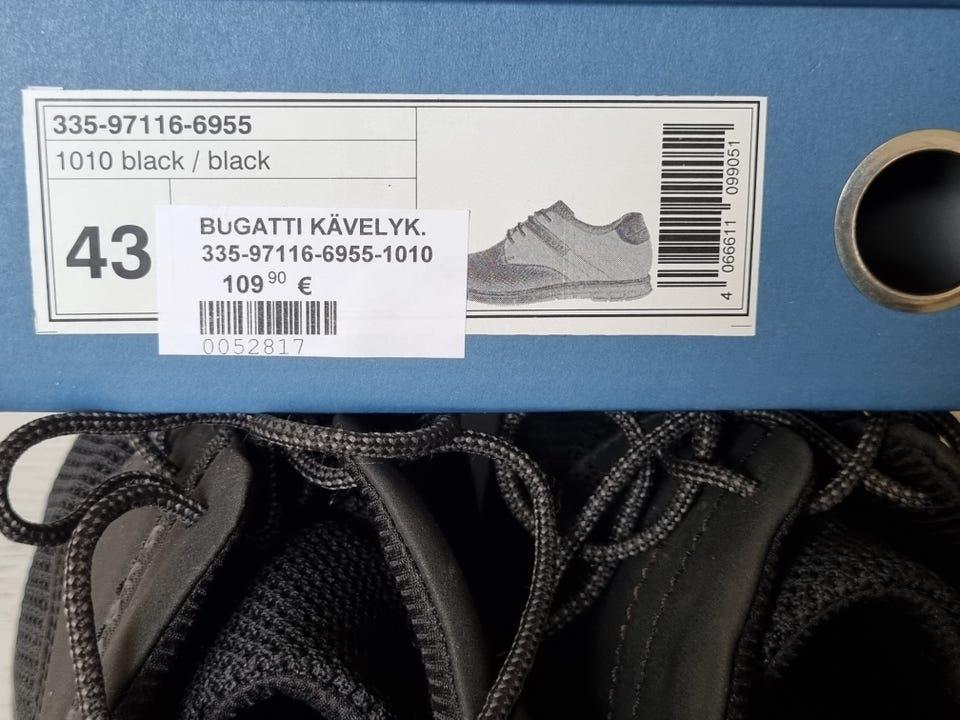 335-97116-6955
1010 black / black
43
BUGATTI KÄVELYK.
335-97116-6955-1010
109 90 €
0052817
4 066611 099051